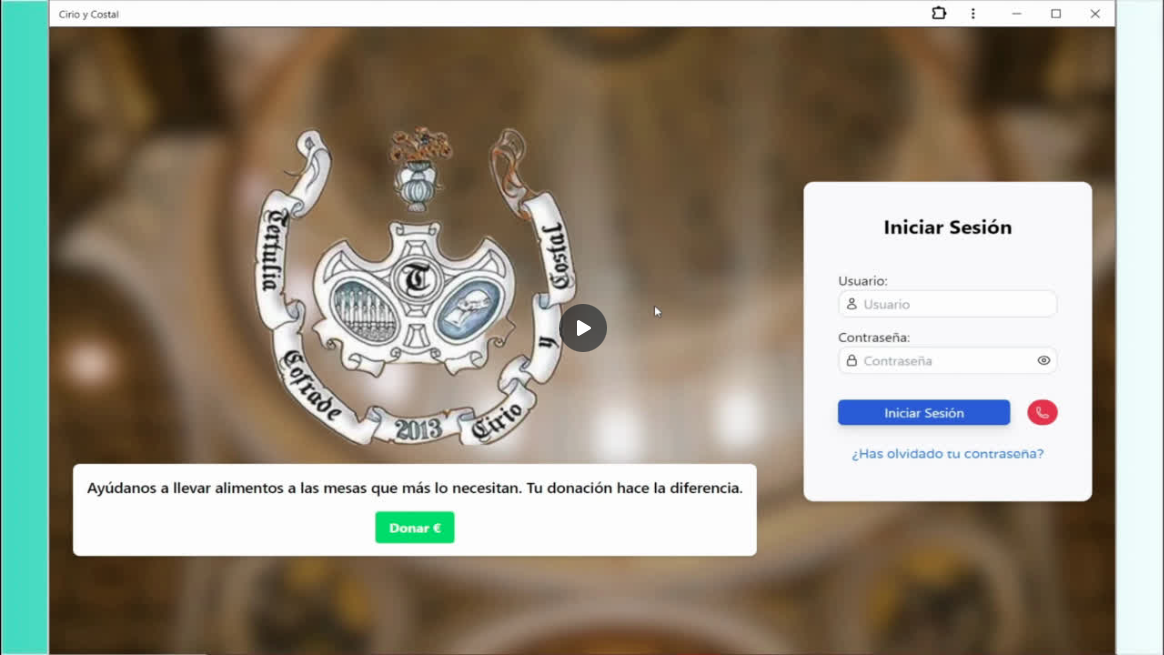 Cirio y Costal
Tertulia
Cofrade
2013
Cirio
y
Costal
T
Iniciar Sesión
Usuario:
Usuario
Contraseña:
Contraseña
Iniciar Sesión
¿Has olvidado tu contraseña?
Ayúdanos a llevar alimentos a las mesas que más lo necesitan. Tu donación hace la diferencia.
Donar €